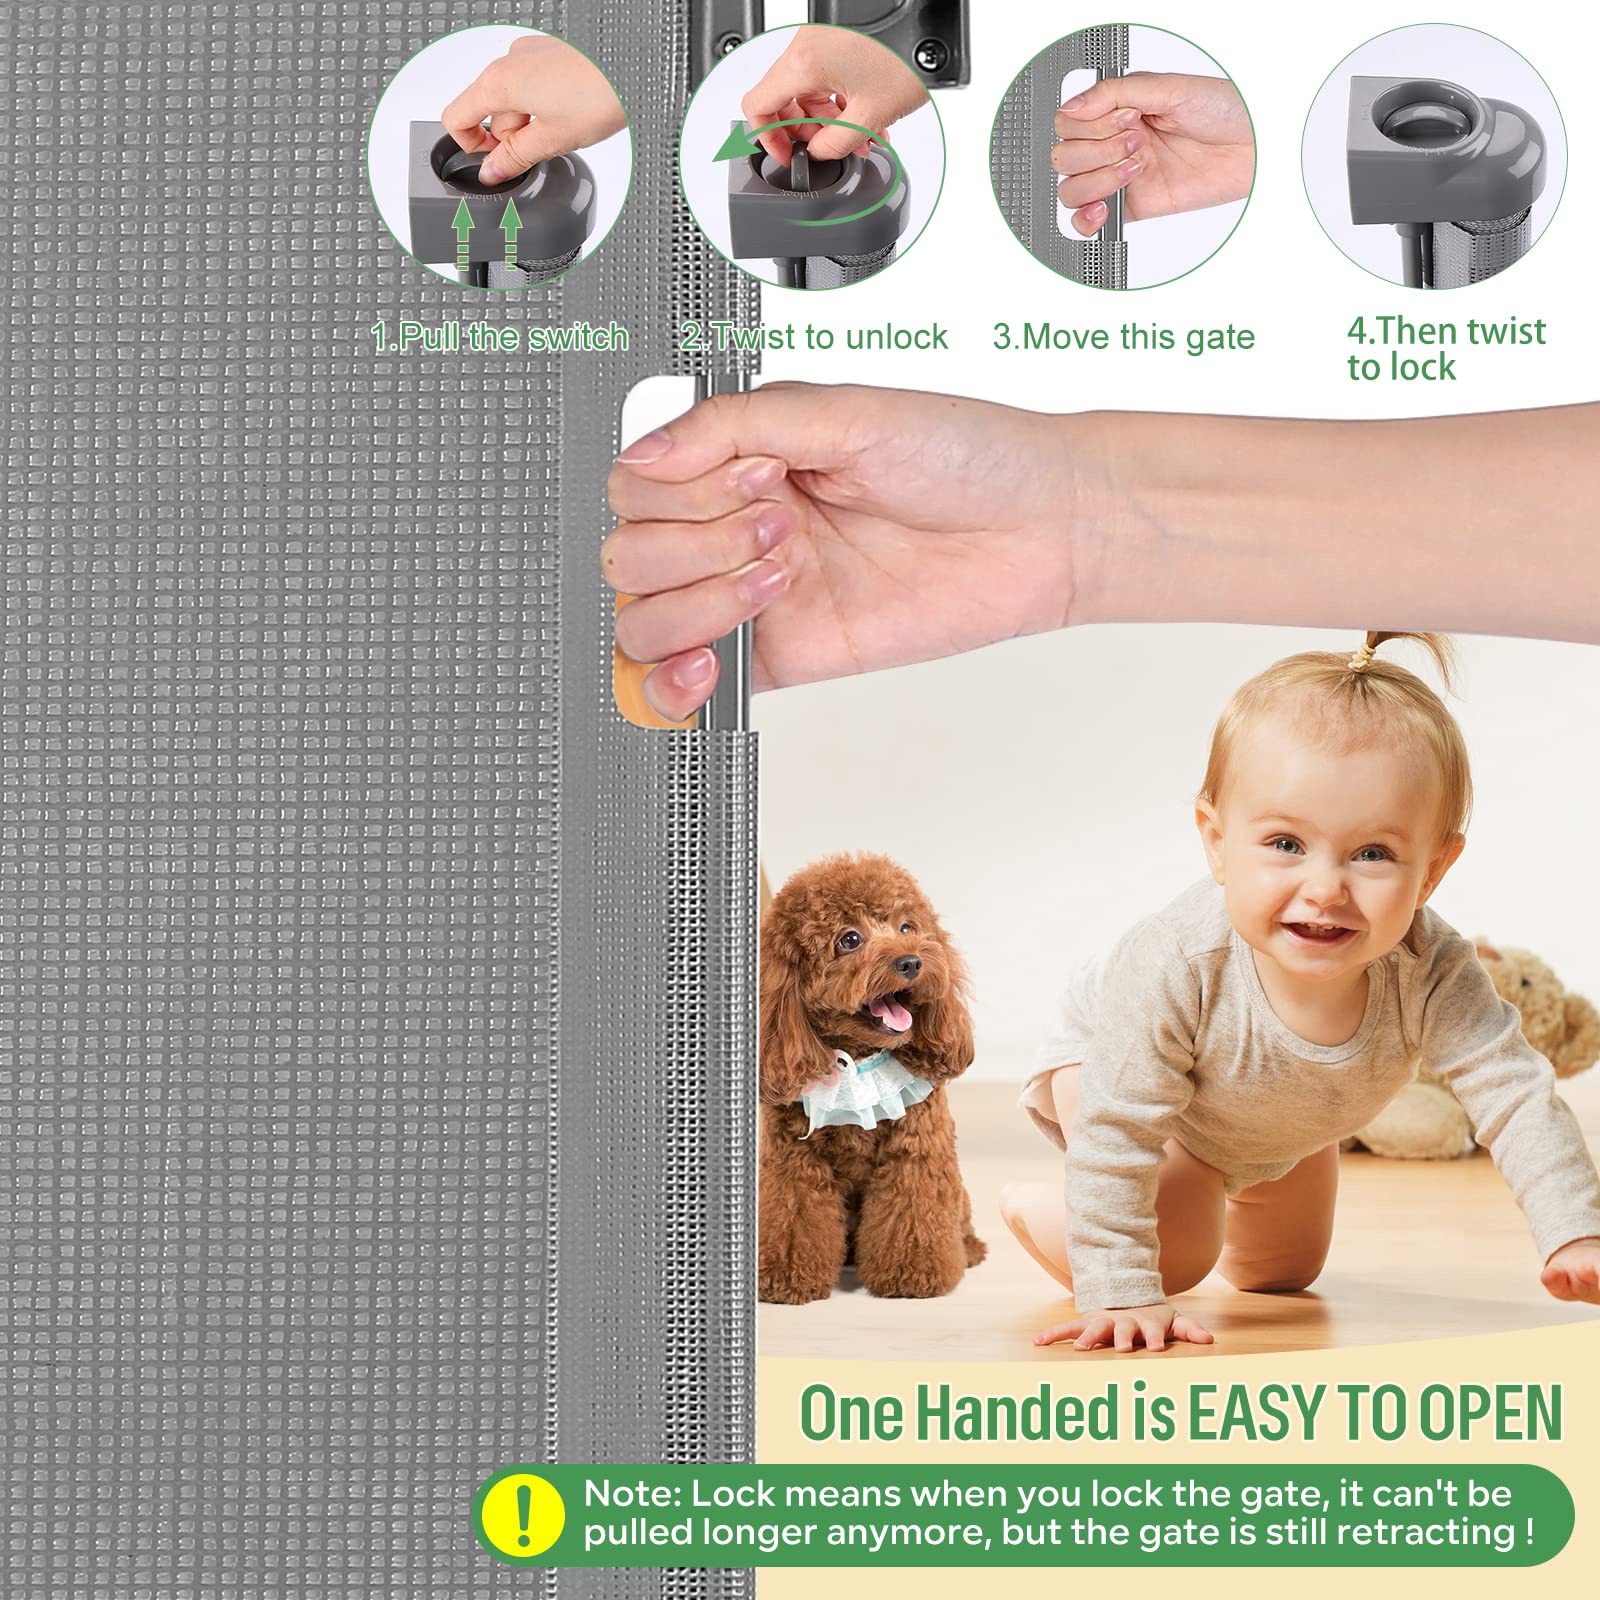 Unlock
Unlock
1.Pull the switch
2.Twist to unlock
3.Move this gate
4.Then twist
to lock
One Handed is EASY TO OPEN
Note: Lock means when you lock the gate, it can't be
pulled longer anymore, but the gate is still retracting !